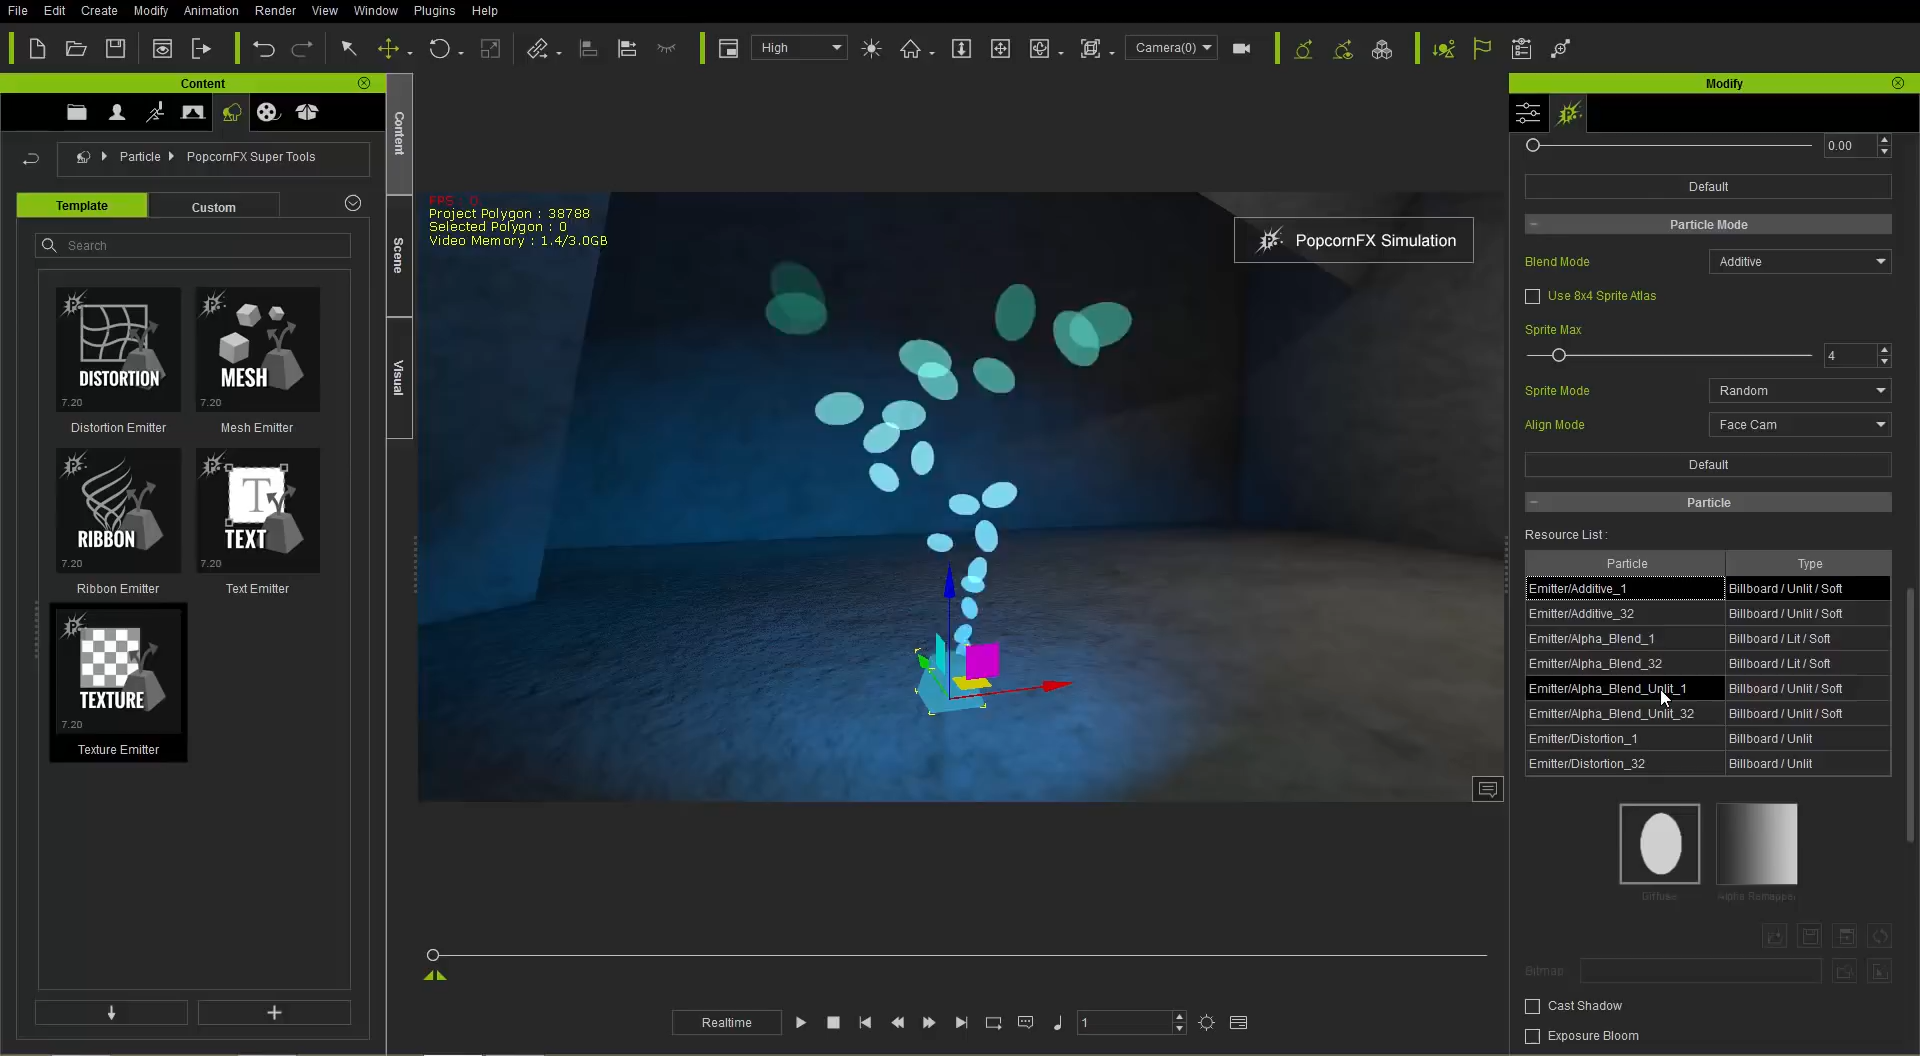 File Edit Create Modify Animation Render View Window Plugins Help
High
Camera(0)
Content
Particle PopcornFX Super Tools
Template Custom
Search
DISTORTION
7.20
Distortion Emitter
MESH
7.20
Mesh Emitter
RIBBON
7.20
Ribbon Emitter
T
TEXT
7.20
Text Emitter
TEXTURE
7.20
Texture Emitter
Content
Scene
Visual
FPS : 0
Project Polygon : 38788
Selected Polygon : 0
Video Memory : 1.4/3.0GB
PopcornFX Simulation
Realtime
1
Modify
0.00
Default
Particle Mode
Blend Mode Additive
Use 8x4 Sprite Atlas
Sprite Max
4
Sprite Mode Random
Align Mode Face Cam
Default
Particle
Resource List :
Particle Type
Emitter/Additive_1 Billboard / Unlit / Soft
Emitter/Additive_32 Billboard / Unlit / Soft
Emitter/Alpha_Blend_1 Billboard / Lit / Soft
Emitter/Alpha_Blend_32 Billboard / Lit / Soft
Emitter/Alpha_Blend_Unlit_1 Billboard / Unlit / Soft
Emitter/Alpha_Blend_Unlit_32 Billboard / Unlit / Soft
Emitter/Distortion_1 Billboard / Unlit
Emitter/Distortion_32 Billboard / Unlit
Diffuse Alpha Remapper
Bitmap
Cast Shadow
Exposure Bloom